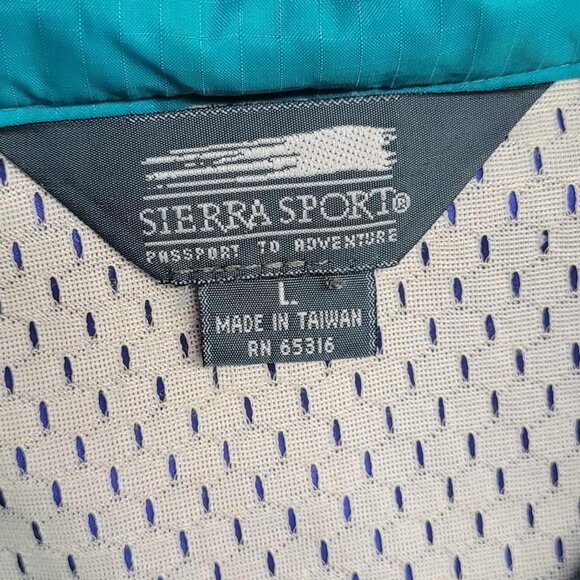 SIERRA SPORT®
PASSPORT TO ADVENTURE
L.
MADE IN TAIWAN
RN 65316